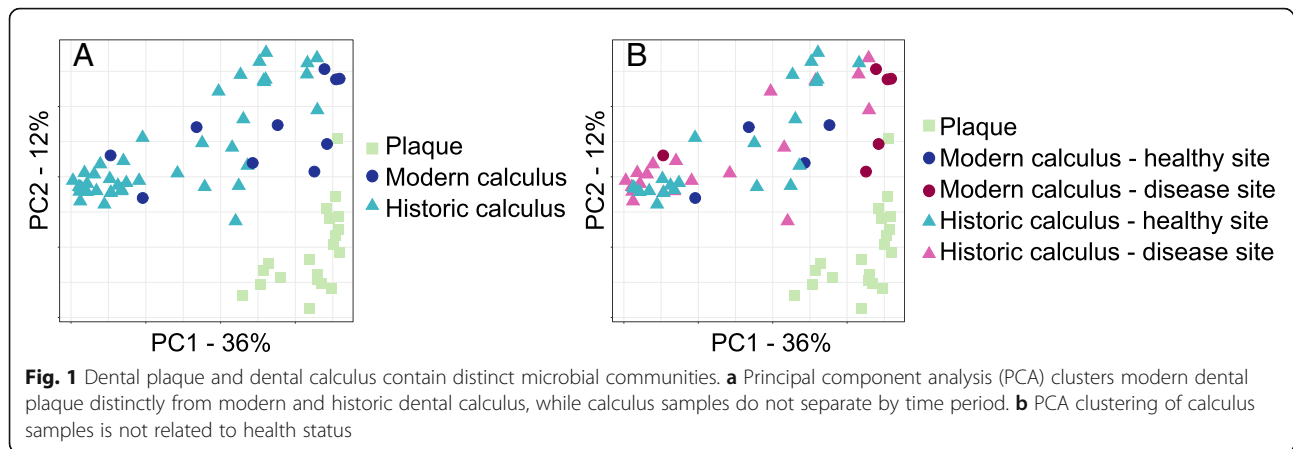 A
PC2 - 12%
PC1 - 36%
Plaque
Modern calculus
Historic calculus
B
PC2 - 12%
PC1 - 36%
Plaque
Modern calculus - healthy site
Modern calculus - disease site
Historic calculus - healthy site
Historic calculus - disease site
Fig. 1 Dental plaque and dental calculus contain distinct microbial communities. a Principal component analysis (PCA) clusters modern dental
plaque distinctly from modern and historic dental calculus, while calculus samples do not separate by time period. b PCA clustering of calculus
samples is not related to health status